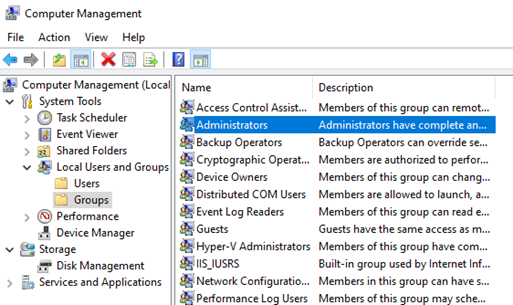 Computer Management
File Action View Help
Computer Management (Local
System Tools
Task Scheduler
Event Viewer
Shared Folders
Local Users and Groups
Users
Groups
Performance
Device Manager
Storage
Disk Management
Services and Applications
Name Description
Access Control Assist... Members of this group can remot...
Administrators Administrators have complete an...
Backup Operators Backup Operators can override se...
Cryptographic Operat... Members are authorized to perfor...
Device Owners Members of this group can chang...
Distributed COM Users Members are allowed to launch, a...
Event Log Readers Members of this group can read e...
Guests Guests have the same access as m...
Hyper-V Administrators Members of this group have com...
IIS_IUSRS Built-in group used by Internet Inf...
Network Configuratio... Members in this group can have s...
Performance Log Users Members of this group may sche...